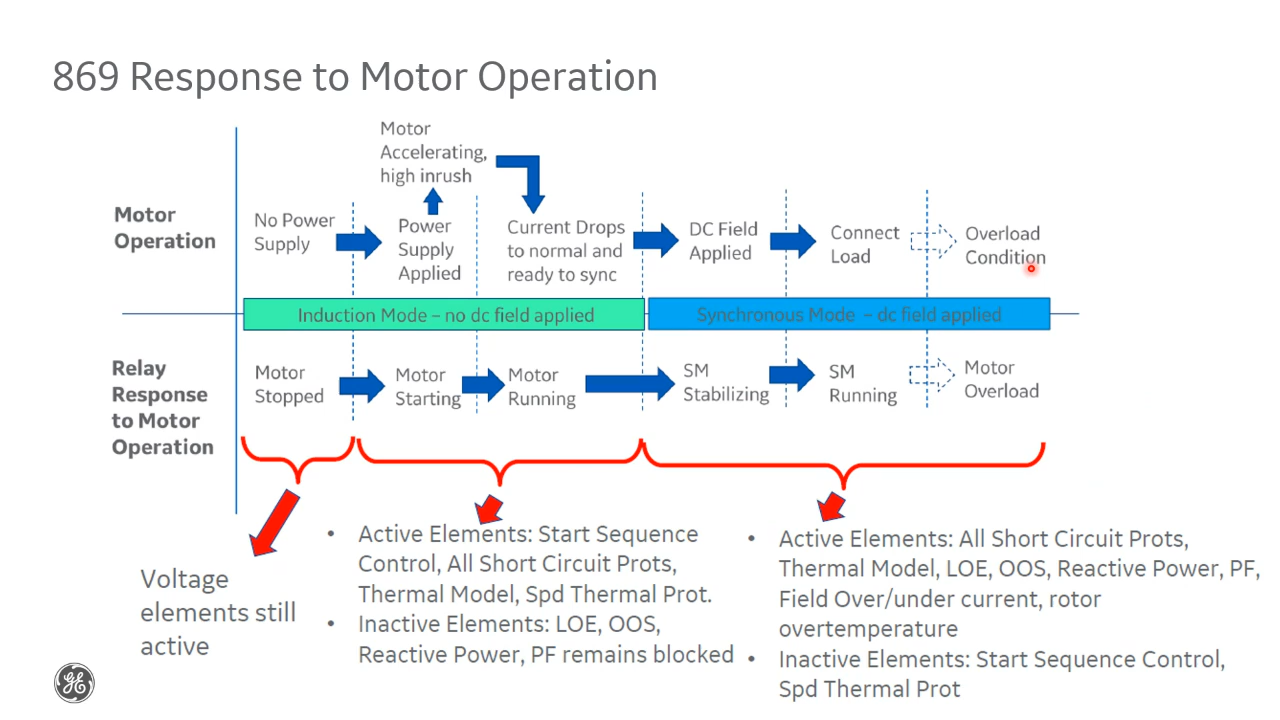 869 Response to Motor Operation
Motor
Accelerating,
high inrush
Motor
Operation
No Power
Supply
Power
Supply
Applied
Current Drops
to normal and
ready to sync
DC Field
Applied
Connect
Load
Overload
Condition
Induction Mode – no dc field applied
Synchronous Mode – dc field applied
Relay
Response
to Motor
Operation
Motor
Stopped
Motor
Starting
Motor
Running
SM
Stabilizing
SM
Running
Motor
Overload
Voltage
elements still
active
• Active Elements: Start Sequence
Control, All Short Circuit Prots,
Thermal Model, Spd Thermal Prot.
• Inactive Elements: LOE, OOS,
Reactive Power, PF remains blocked
• Active Elements: All Short Circuit Prots,
Thermal Model, LOE, OOS, Reactive Power, PF,
Field Over/under current, rotor
overtemperature
• Inactive Elements: Start Sequence Control,
Spd Thermal Prot
GE